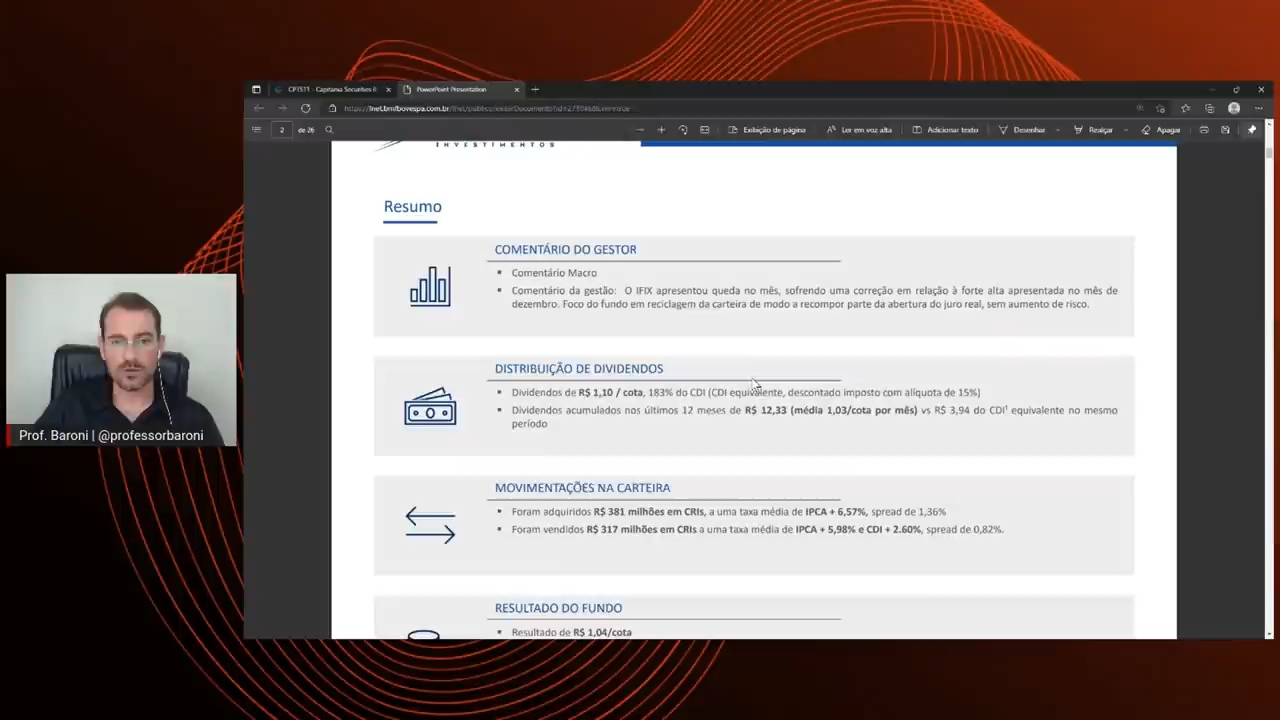 CPTS11 - Capitania Securities II
PowerPoint Presentation
2 de 26
Exibição de página
Ler em voz alta
Adicionar texto
Desenhar
Realçar
Apagar
INVESTIMENTOS
Resumo
COMENTÁRIO DO GESTOR
▪ Comentário Macro
▪ Comentário da gestão: O IFIX apresentou queda no mês, sofrendo uma correção em relação à forte alta apresentada no mês de
dezembro. Foco do fundo em reciclagem da carteira de modo a recompor parte da abertura do juro real, sem aumento de risco.
DISTRIBUIÇÃO DE DIVIDENDOS
▪ Dividendos de R$ 1,10 / cota, 183% do CDI (CDI equivalente, descontado imposto com alíquota de 15%)
▪ Dividendos acumulados nos últimos 12 meses de R$ 12,33 (média 1,03/cota por mês) vs R$ 3,94 do CDI¹ equivalente no mesmo
período
MOVIMENTAÇÕES NA CARTEIRA
▪ Foram adquiridos R$ 381 milhões em CRIs, a uma taxa média de IPCA + 6,57%, spread de 1,36%
▪ Foram vendidos R$ 317 milhões em CRIs a uma taxa média de IPCA + 5,98% e CDI + 2.60%, spread de 0,82%.
RESULTADO DO FUNDO
▪ Resultado de R$ 1,04/cota
Prof. Baroni | @professorbaroni